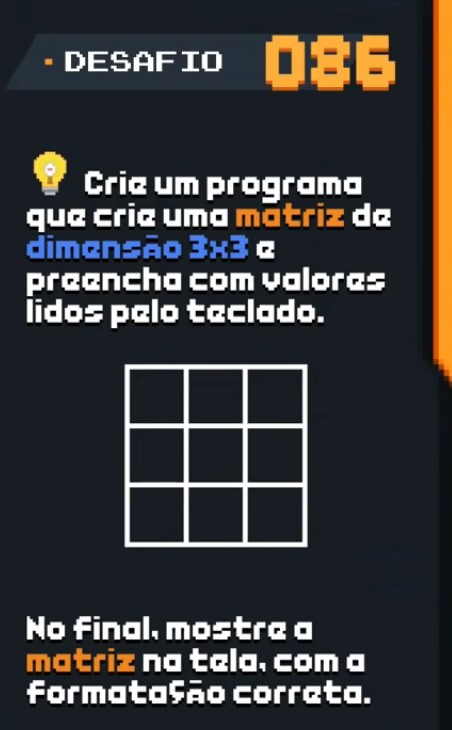 DESAFIO 086
Crie um programa
que crie uma matriz de
dimensão 3x3 e
preencha com valores
lidos pelo teclado.
No final, mostre a
matriz na tela, com a
formatação correta.